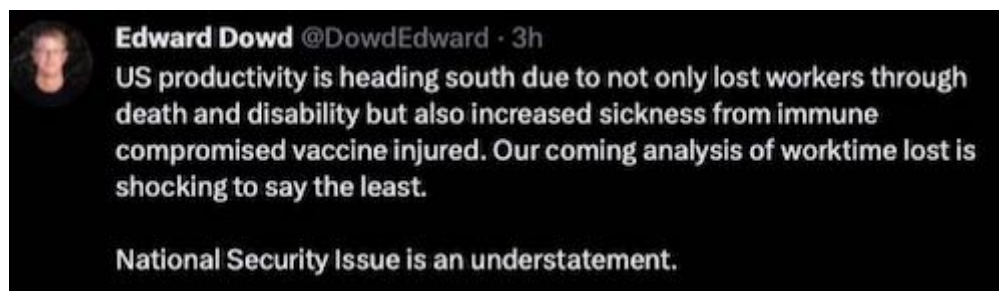 Edward Dowd @DowdEdward · 3h
US productivity is heading south due to not only lost workers through
death and disability but also increased sickness from immune
compromised vaccine injured. Our coming analysis of worktime lost is
shocking to say the least.
National Security Issue is an understatement.